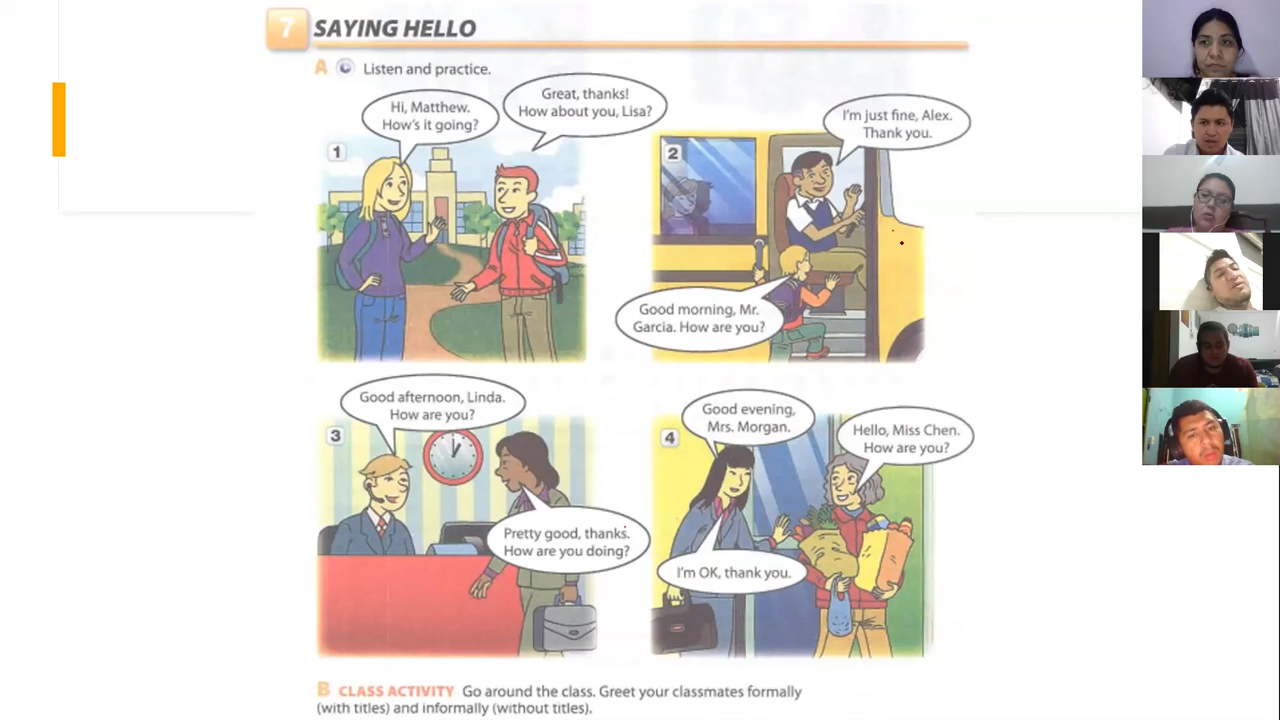 7 SAYING HELLO
A Listen and practice.
1
Hi, Matthew.
How's it going?
Great, thanks!
How about you, Lisa?
2
Good morning, Mr.
Garcia. How are you?
I'm just fine, Alex.
Thank you.
3
Good afternoon, Linda.
How are you?
Pretty good, thanks.
How are you doing?
4
Good evening,
Mrs. Morgan.
Hello, Miss Chen.
How are you?
I'm OK, thank you.
B CLASS ACTIVITY Go around the class. Greet your classmates formally
(with titles) and informally (without titles).